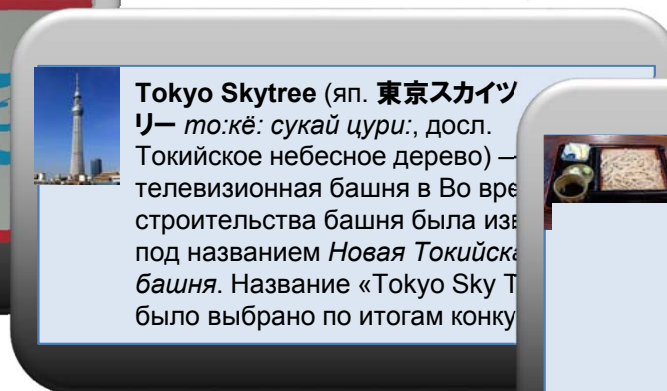 Tokyo Skytree (яп. 東京スカイツ
リー то:кё: сукай цури:, досл.
Токийское небесное дерево) —
телевизионная башня в Во вре
строительства башня была изв
под названием Новая Токийска
башня. Название «Tokyo Sky T
было выбрано по итогам конку